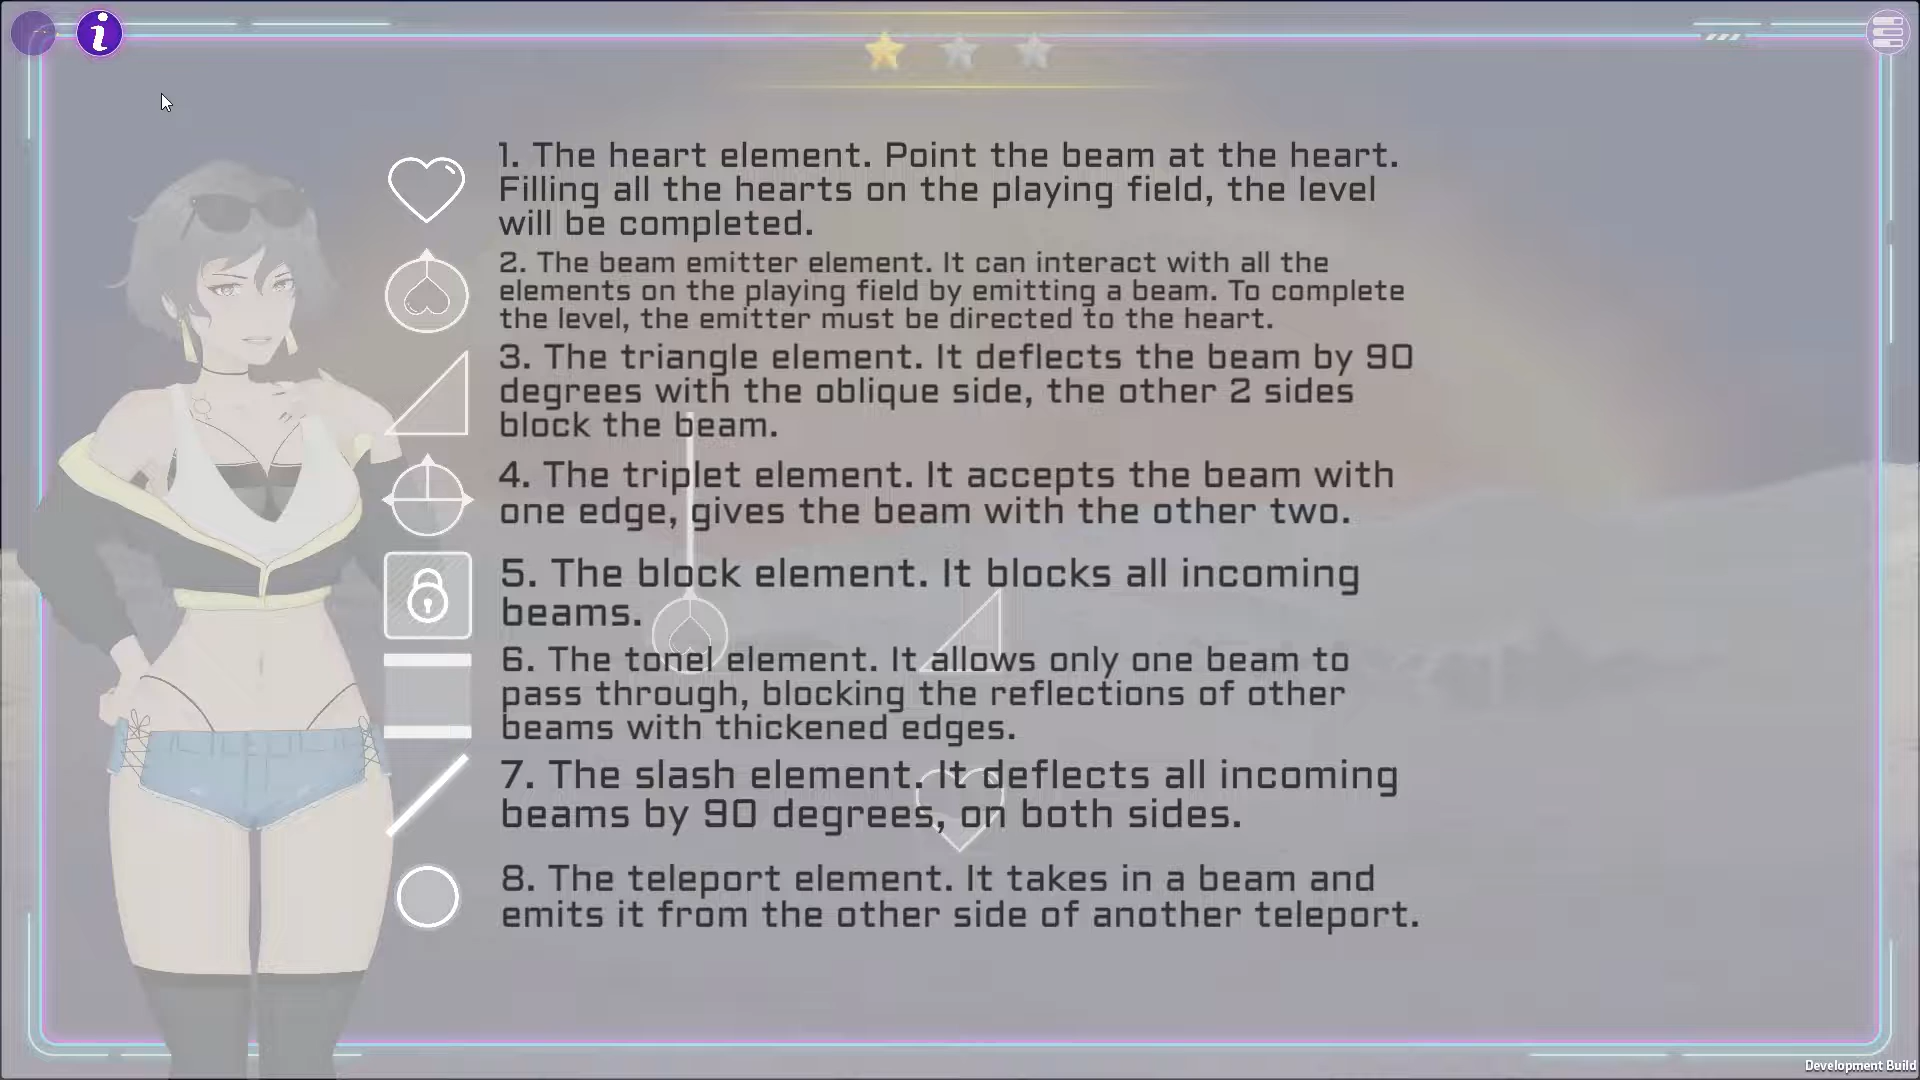 i
1. The heart element. Point the beam at the heart.
Filling all the hearts on the playing field, the level
will be completed.
2. The beam emitter element. It can interact with all the
elements on the playing field by emitting a beam. To complete
the level, the emitter must be directed to the heart.
3. The triangle element. It deflects the beam by 90
degrees with the oblique side, the other 2 sides
block the beam.
4. The triplet element. It accepts the beam with
one edge, gives the beam with the other two.
5. The block element. It blocks all incoming
beams.
6. The tonel element. It allows only one beam to
pass through, blocking the reflections of other
beams with thickened edges.
7. The slash element. It deflects all incoming
beams by 90 degrees, on both sides.
8. The teleport element. It takes in a beam and
emits it from the other side of another teleport.
Development Build